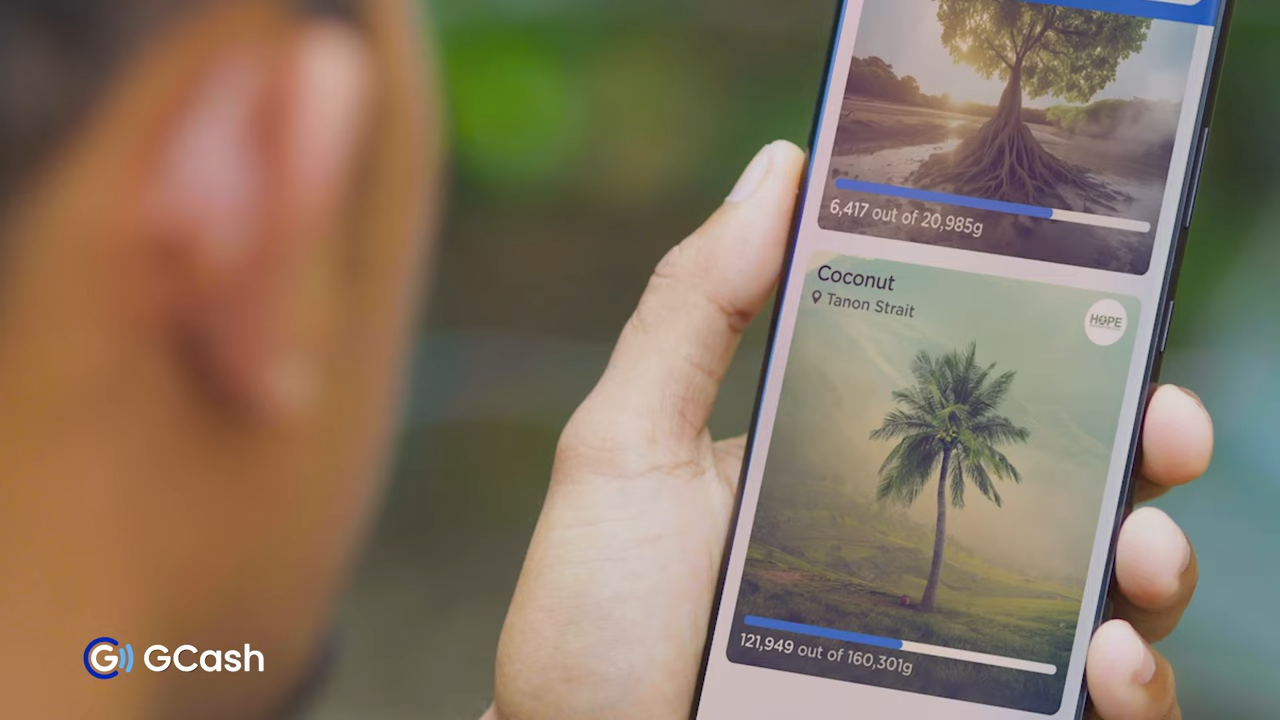 6,417 out of 20,985g
Coconut
Tanon Strait
HOPE
121,949 out of 160,301g
GCash